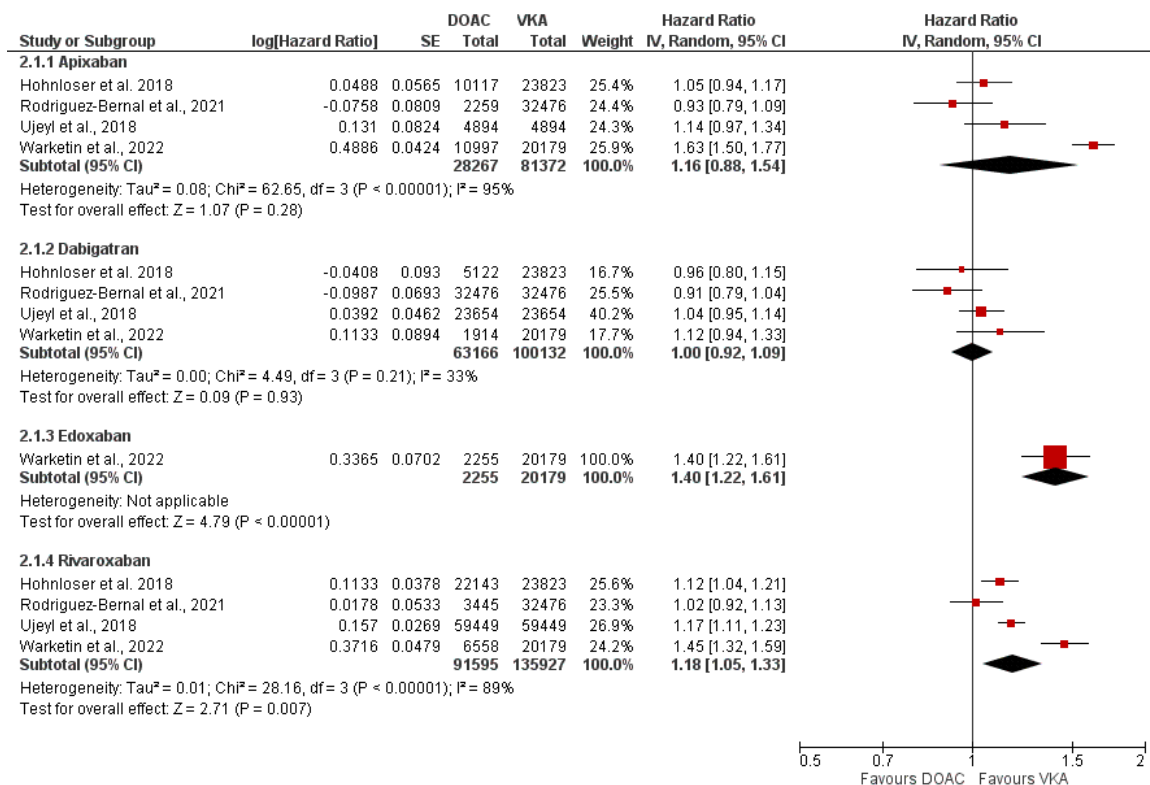 DOAC VKA Hazard Ratio Hazard Ratio
Study or Subgroup log[Hazard Ratio] SE Total Total Weight IV, Random, 95% CI IV, Random, 95% CI
2.1.1 Apixaban
Hohnloser et al. 2018 0.0488 0.0565 10117 23823 25.4% 1.05 [0.94, 1.17]
Rodriguez-Bernal et al., 2021 -0.0758 0.0809 2259 32476 24.4% 0.93 [0.79, 1.09]
Ujeyl et al., 2018 0.131 0.0824 4894 4894 24.3% 1.14 [0.97, 1.34]
Warketin et al., 2022 0.4886 0.0424 10997 20179 25.9% 1.63 [1.50, 1.77]
Subtotal (95% CI) 28267 81372 100.0% 1.16 [0.88, 1.54]
Heterogeneity: Tau² = 0.08; Chi² = 62.65, df = 3 (P < 0.00001); I² = 95%
Test for overall effect: Z = 1.07 (P = 0.28)
2.1.2 Dabigatran
Hohnloser et al. 2018 -0.0408 0.093 5122 23823 16.7% 0.96 [0.80, 1.15]
Rodriguez-Bernal et al., 2021 -0.0987 0.0693 32476 32476 25.5% 0.91 [0.79, 1.04]
Ujeyl et al., 2018 0.0392 0.0462 23654 23654 40.2% 1.04 [0.95, 1.14]
Warketin et al., 2022 0.1133 0.0894 1914 20179 17.7% 1.12 [0.94, 1.33]
Subtotal (95% CI) 63166 100132 100.0% 1.00 [0.92, 1.09]
Heterogeneity: Tau² = 0.00; Chi² = 4.49, df = 3 (P = 0.21); I² = 33%
Test for overall effect: Z = 0.09 (P = 0.93)
2.1.3 Edoxaban
Warketin et al., 2022 0.3365 0.0702 2255 20179 100.0% 1.40 [1.22, 1.61]
Subtotal (95% CI) 2255 20179 100.0% 1.40 [1.22, 1.61]
Heterogeneity: Not applicable
Test for overall effect: Z = 4.79 (P < 0.00001)
2.1.4 Rivaroxaban
Hohnloser et al. 2018 0.1133 0.0378 22143 23823 25.6% 1.12 [1.04, 1.21]
Rodriguez-Bernal et al., 2021 0.0178 0.0533 3445 32476 23.3% 1.02 [0.92, 1.13]
Ujeyl et al., 2018 0.157 0.0269 59449 59449 26.9% 1.17 [1.11, 1.23]
Warketin et al., 2022 0.3716 0.0479 6558 20179 24.2% 1.45 [1.32, 1.59]
Subtotal (95% CI) 91595 135927 100.0% 1.18 [1.05, 1.33]
Heterogeneity: Tau² = 0.01; Chi² = 28.16, df = 3 (P < 0.00001); I² = 89%
Test for overall effect: Z = 2.71 (P = 0.007)
0.5 0.7 1 1.5 2
Favours DOAC Favours VKA